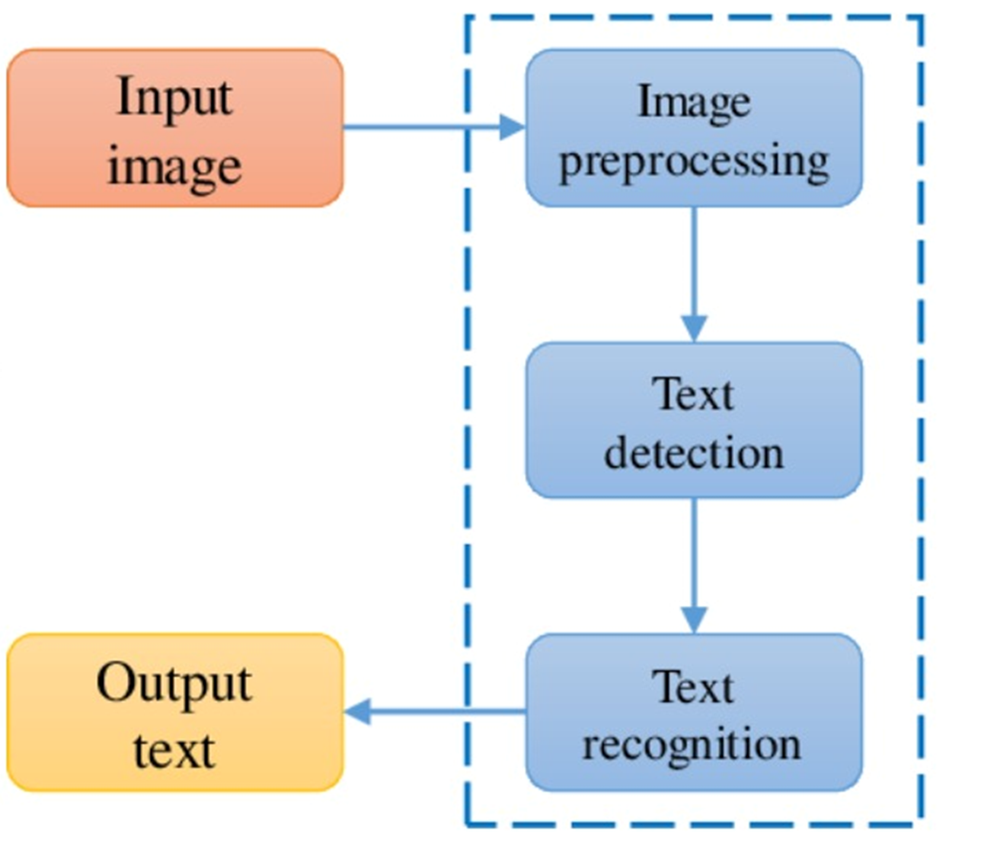 Input
image
Image
preprocessing
Text
detection
Text
recognition
Output
text